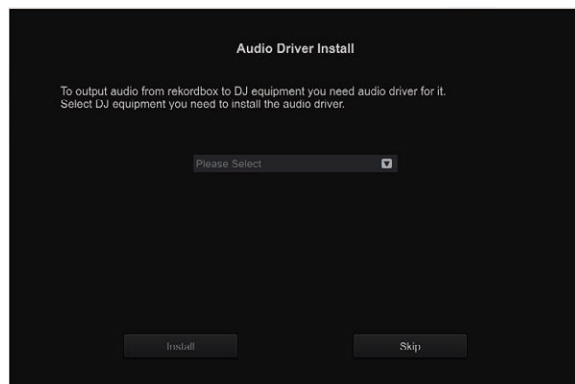 Audio Driver Install
To output audio from rekordbox to DJ equipment you need audio driver for it.
Select DJ equipment you need to install the audio driver.
Please Select
Install
Skip